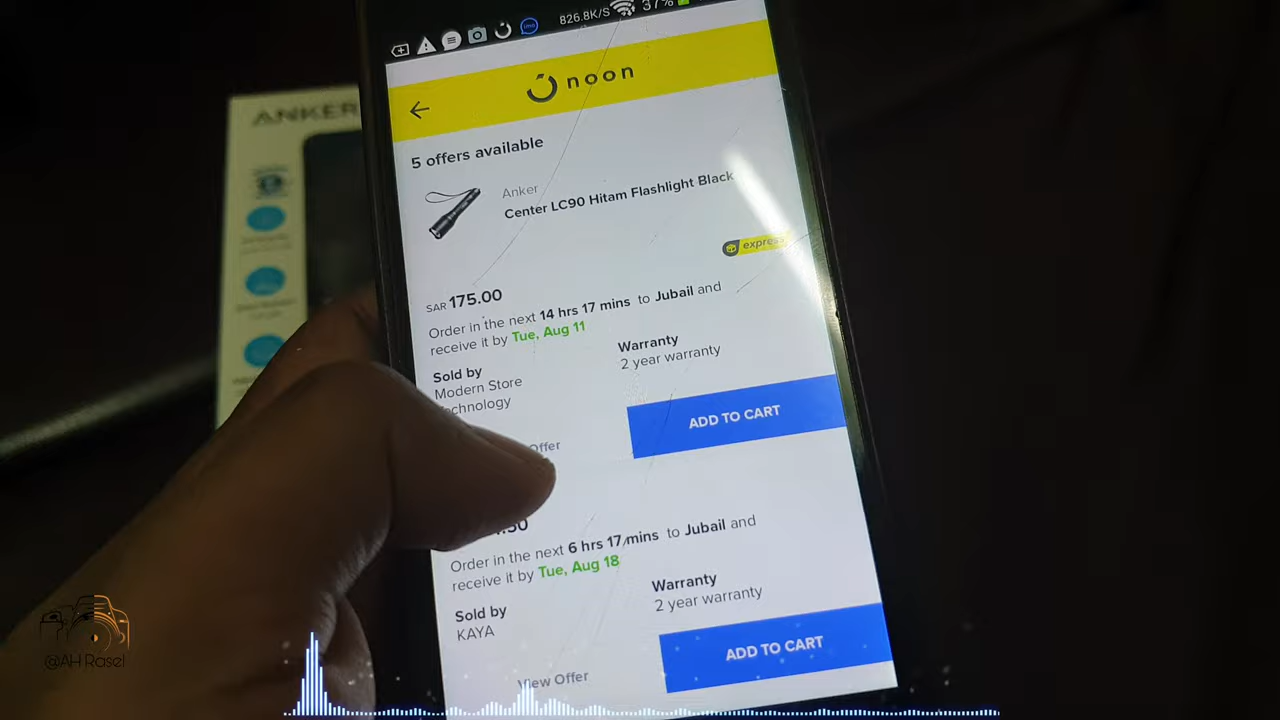 826.8K/S 37%
ANKER
noon
5 offers available
Anker
Center LC90 Hitam Flashlight Black
express
SAR 175.00
Order in the next 14 hrs 17 mins to Jubail and
receive it by Tue, Aug 11
Warranty
2 year warranty
Sold by
Modern Store
echnology
ADD TO CART
Offer
.50
Order in the next 6 hrs 17 mins to Jubail and
receive it by Tue, Aug 18
Warranty
2 year warranty
Sold by
KAYA
ADD TO CART
View Offer
@AH Rasel